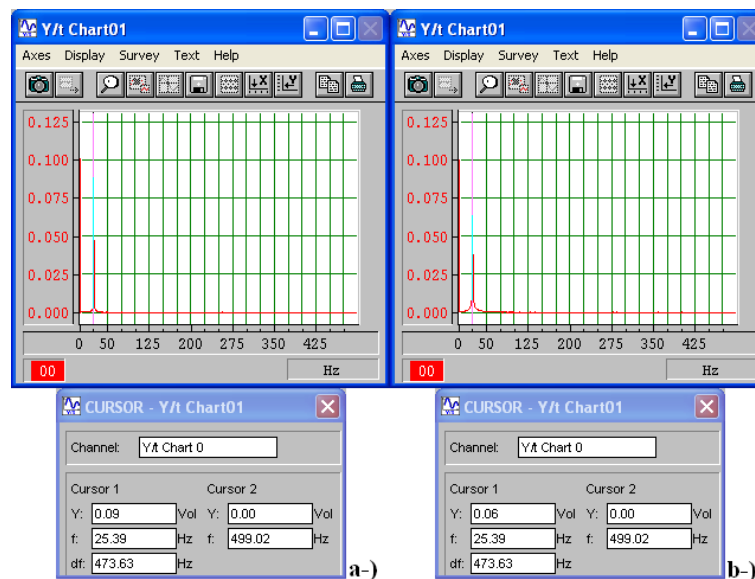 Y/t Chart01
Axes Display Survey Text Help
0.125
0.100
0.075
0.050
0.025
0.000
0 50 125 200 275 350 425
00 Hz
CURSOR - Y/t Chart01
Channel: Y/t Chart 0
Cursor 1 Cursor 2
Y: 0.09 Vol Y: 0.00 Vol
f: 25.39 Hz f: 499.02 Hz
df: 473.63 Hz
a-)
Y/t Chart01
Axes Display Survey Text Help
0.125
0.100
0.075
0.050
0.025
0.000
0 50 125 200 275 350 425
00 Hz
CURSOR - Y/t Chart01
Channel: Y/t Chart 0
Cursor 1 Cursor 2
Y: 0.06 Vol Y: 0.00 Vol
f: 25.39 Hz f: 499.02 Hz
df: 473.63 Hz
b-)